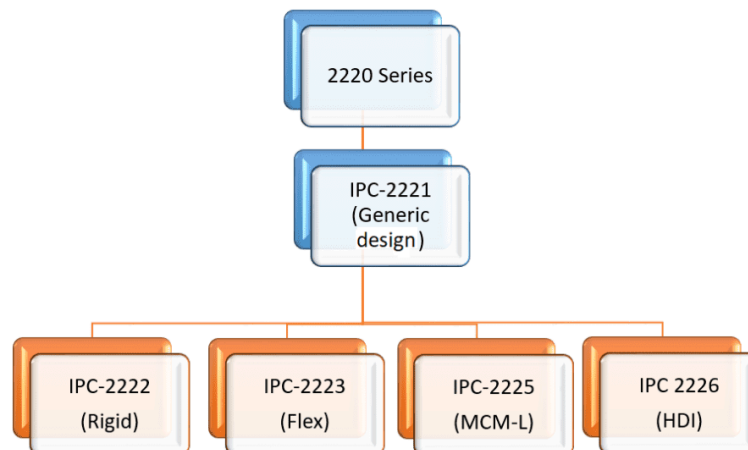 2220 Series
IPC-2221
(Generic
design)
IPC-2222
(Rigid)
IPC-2223
(Flex)
IPC-2225
(MCM-L)
IPC 2226
(HDI)